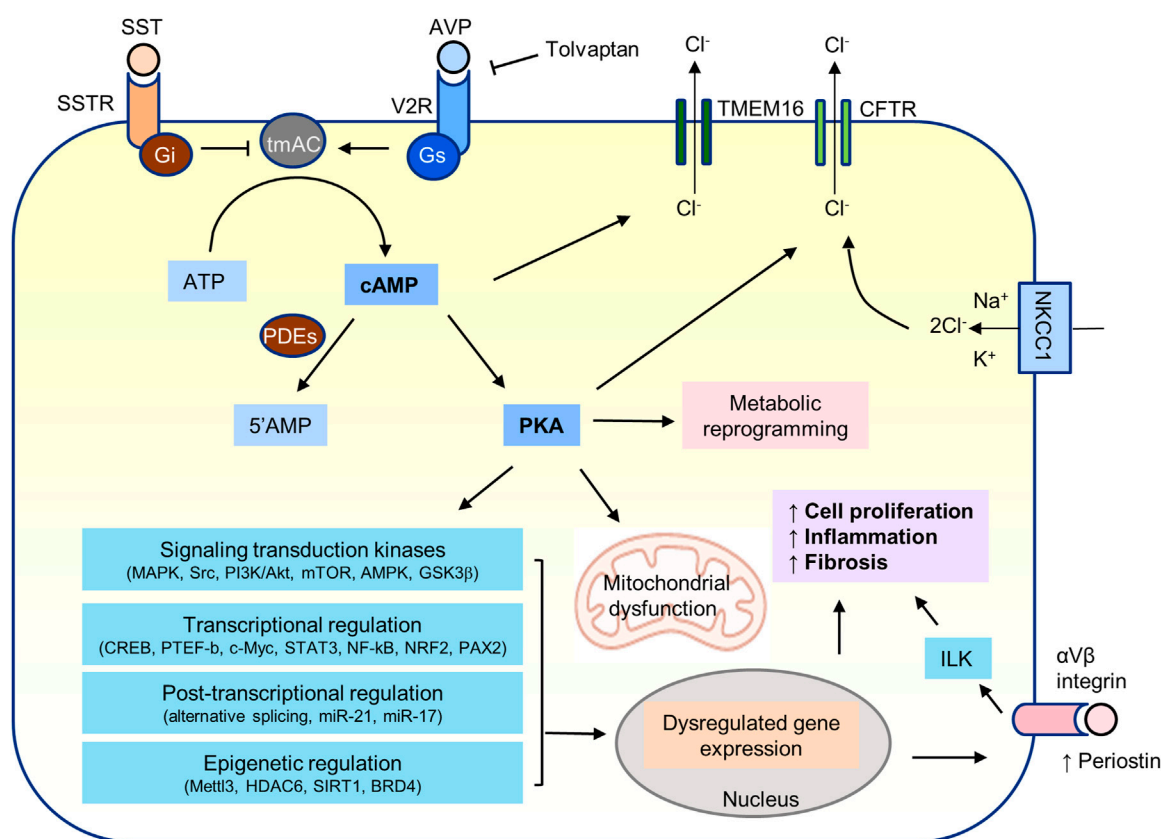 SST
AVP
Tolvaptan
Cl⁻
Cl⁻
SSTR
V2R
TMEM16
CFTR
Gi
tmAC
Gs
Cl⁻
Cl⁻
ATP
cAMP
PDEs
Na⁺
2Cl⁻
K⁺
NKCC1
5’AMP
PKA
Metabolic
reprogramming
Signaling transduction kinases
(MAPK, Src, PI3K/Akt, mTOR, AMPK, GSK3β)
Transcriptional regulation
(CREB, PTEF-b, c-Myc, STAT3, NF-kB, NRF2, PAX2)
Post-transcriptional regulation
(alternative splicing, miR-21, miR-17)
Epigenetic regulation
(Mettl3, HDAC6, SIRT1, BRD4)
Mitochondrial
dysfunction
↑ Cell proliferation
↑ Inflammation
↑ Fibrosis
ILK
αVβ
integrin
↑ Periostin
Dysregulated gene
expression
Nucleus